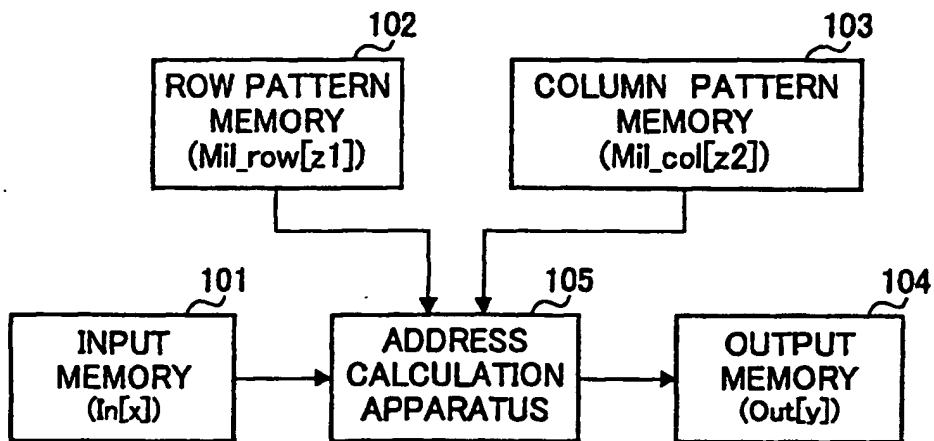 102
ROW PATTERN
MEMORY
(Mil_row[z1])
103
COLUMN PATTERN
MEMORY
(Mil_col[z2])
101
INPUT
MEMORY
(In[x])
105
ADDRESS
CALCULATION
APPARATUS
104
OUTPUT
MEMORY
(Out[y])